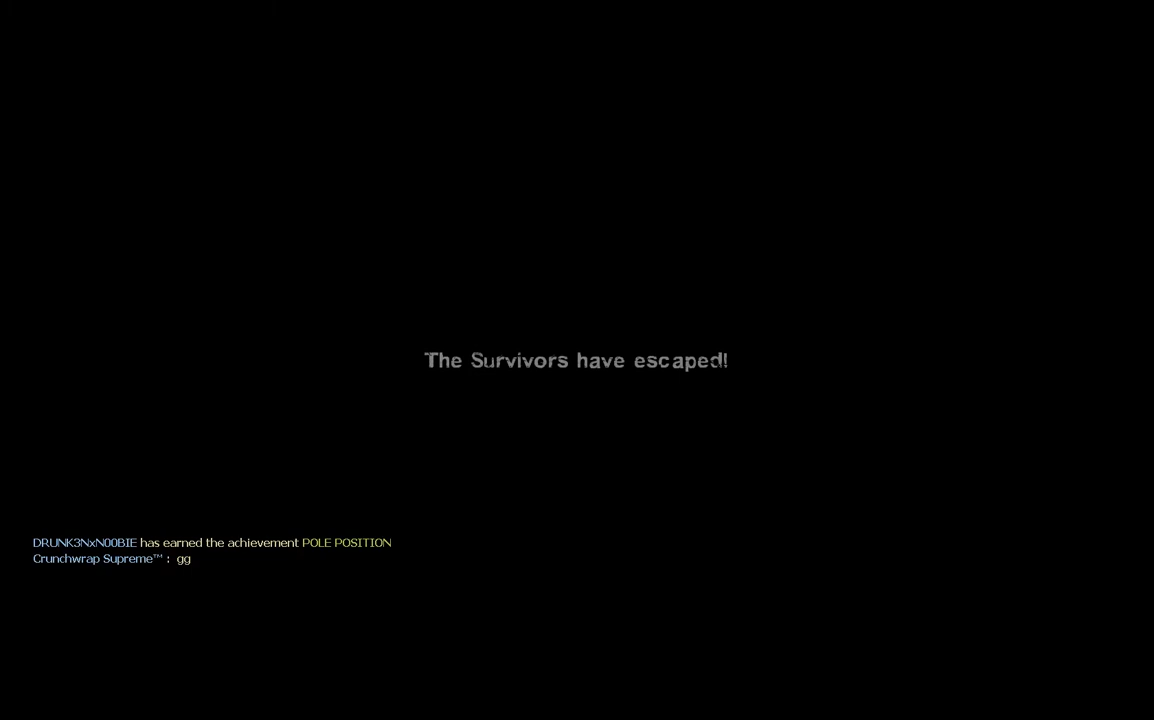 The Survivors have escaped!
DRUNK3NxN00BIE has earned the achievement POLE POSITION
Crunchwrap Supreme™ : gg